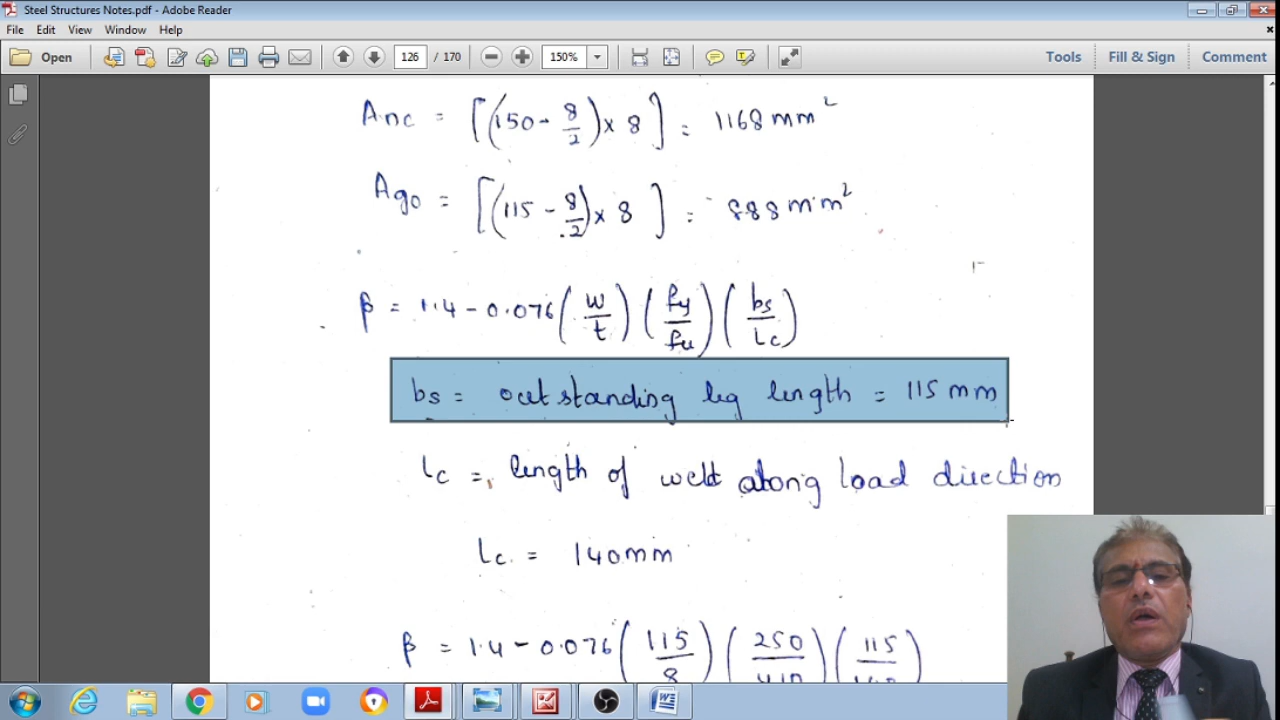 Steel Structures Notes.pdf - Adobe Reader
File Edit View Window Help
Open 126 / 170 150% Tools Fill & Sign Comment
Anc = [(150 - 8/2) x 8] = 1168 mm²
Ago = [(115 - 8/2) x 8] = 888 mm²
β = 1.4 - 0.076 (w/t) (fy/fu) (bs/Lc)
bs = outstanding leg length = 115 mm
Lc = length of weld along load direction
Lc = 140mm
β = 1.4 - 0.076 (115/8) (250/410) (115/140)